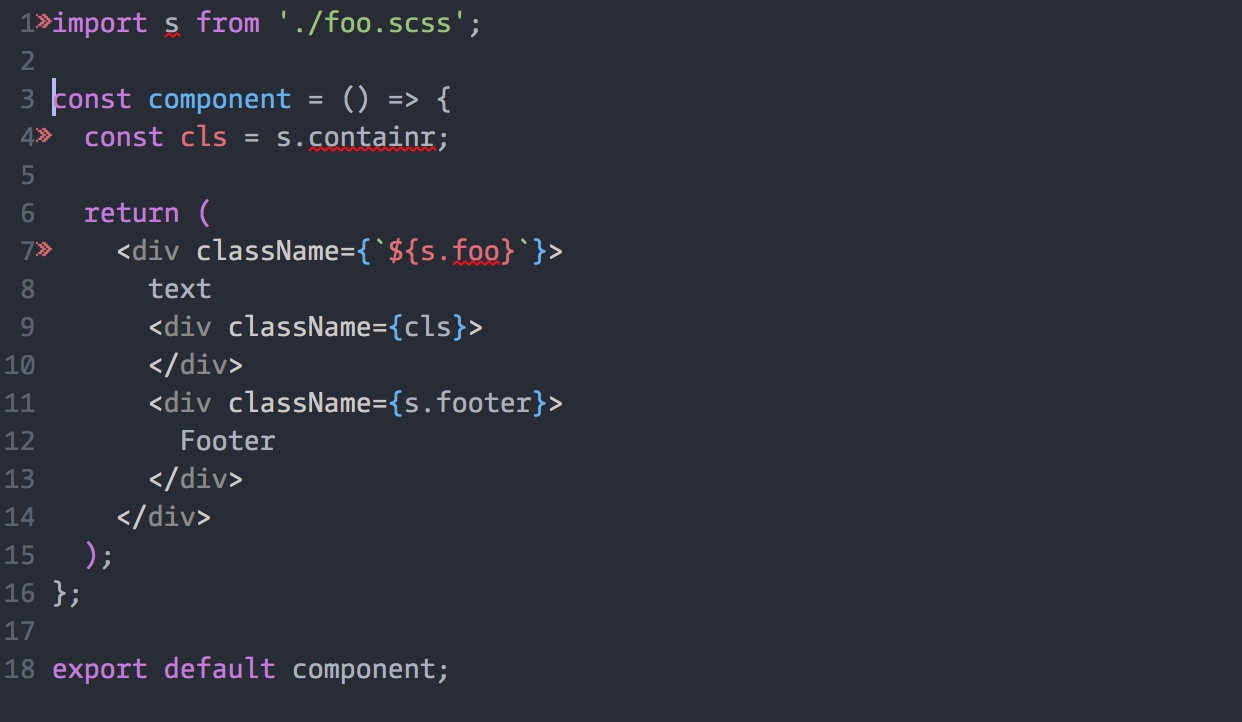 1 import s from './foo.scss';
2
3 const component = () => {
4   const cls = s.containr;
5
6   return (
7     <div className={`${s.foo}`}>
8       text
9       <div className={cls}>
10       </div>
11       <div className={s.footer}>
12         Footer
13       </div>
14     </div>
15   );
16 };
17
18 export default component;